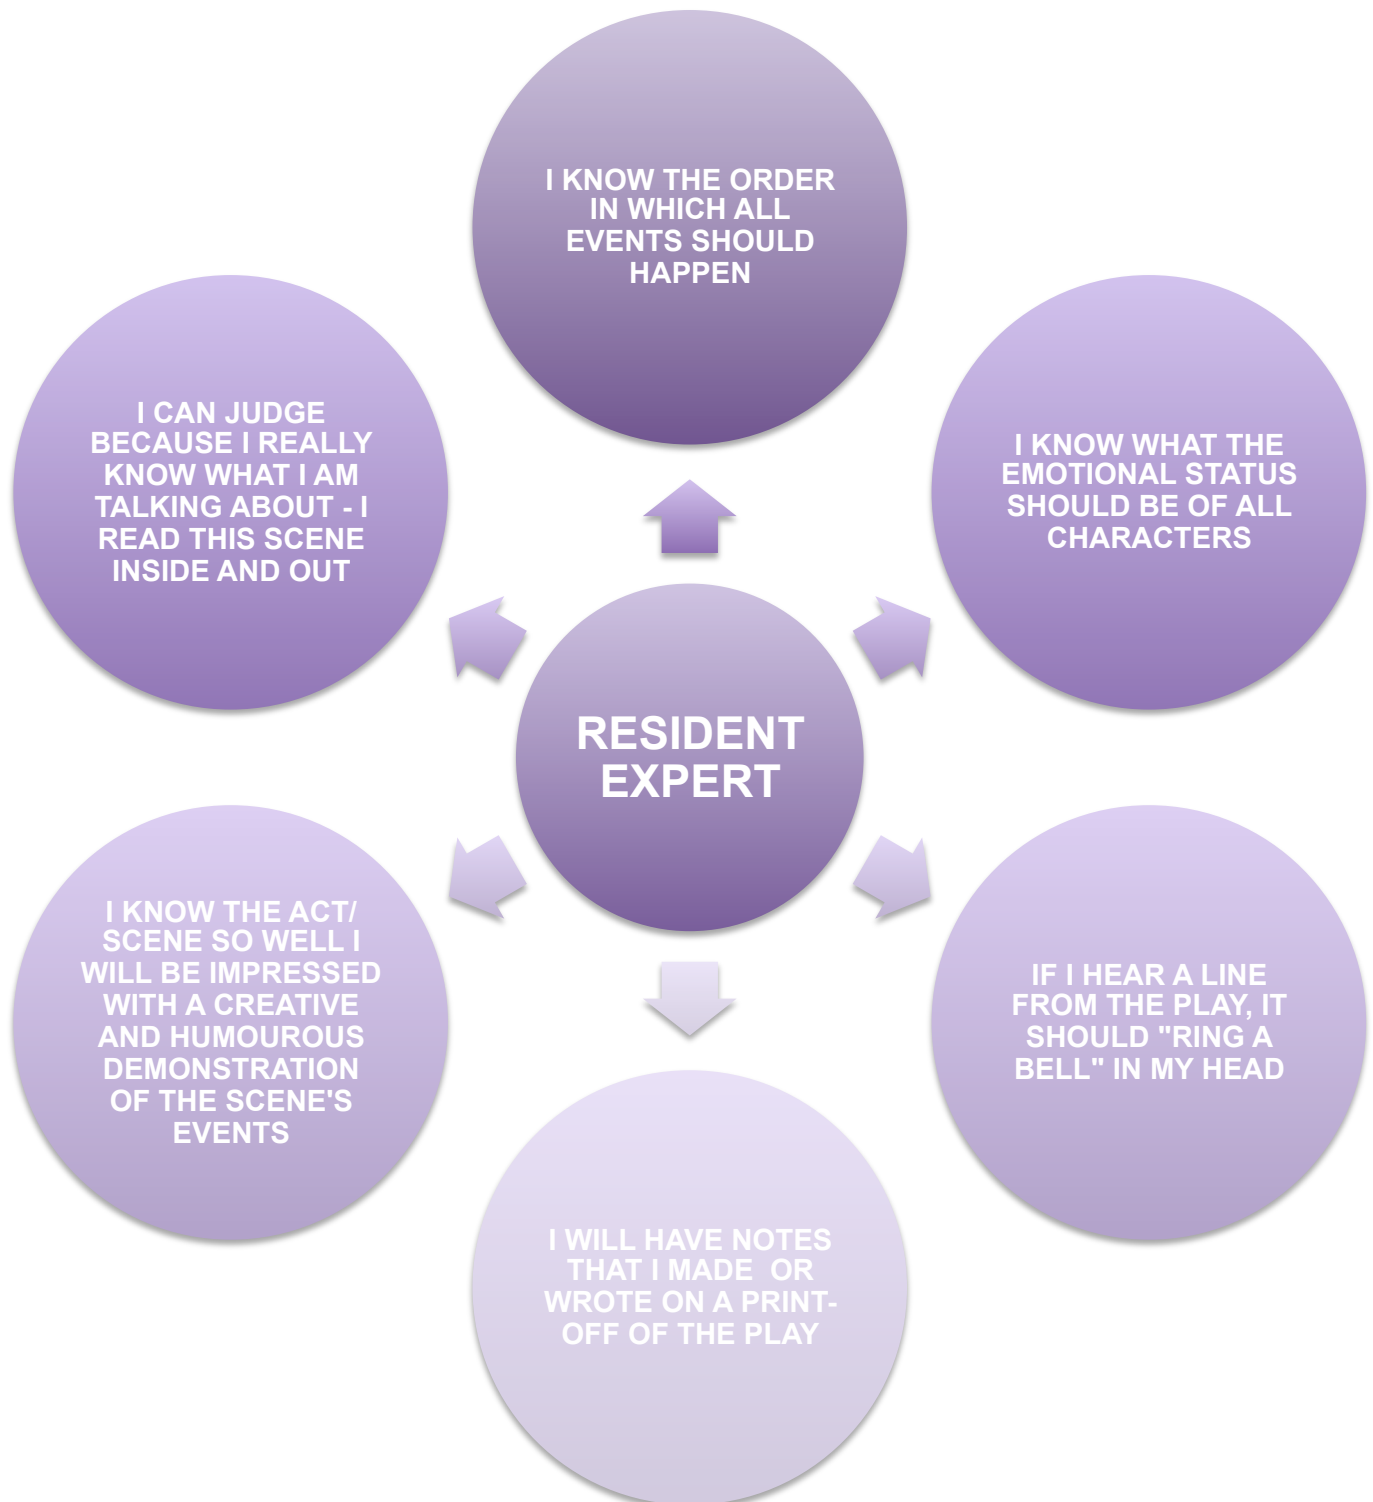 I KNOW THE ORDER
IN WHICH ALL
EVENTS SHOULD
HAPPEN
I KNOW WHAT THE
EMOTIONAL STATUS
SHOULD BE OF ALL
CHARACTERS
IF I HEAR A LINE
FROM THE PLAY, IT
SHOULD "RING A
BELL" IN MY HEAD
I WILL HAVE NOTES
THAT I MADE OR
WROTE ON A PRINT-
OFF OF THE PLAY
I KNOW THE ACT/
SCENE SO WELL I
WILL BE IMPRESSED
WITH A CREATIVE
AND HUMOUROUS
DEMONSTRATION
OF THE SCENE'S
EVENTS
I CAN JUDGE
BECAUSE I REALLY
KNOW WHAT I AM
TALKING ABOUT - I
READ THIS SCENE
INSIDE AND OUT
RESIDENT
EXPERT